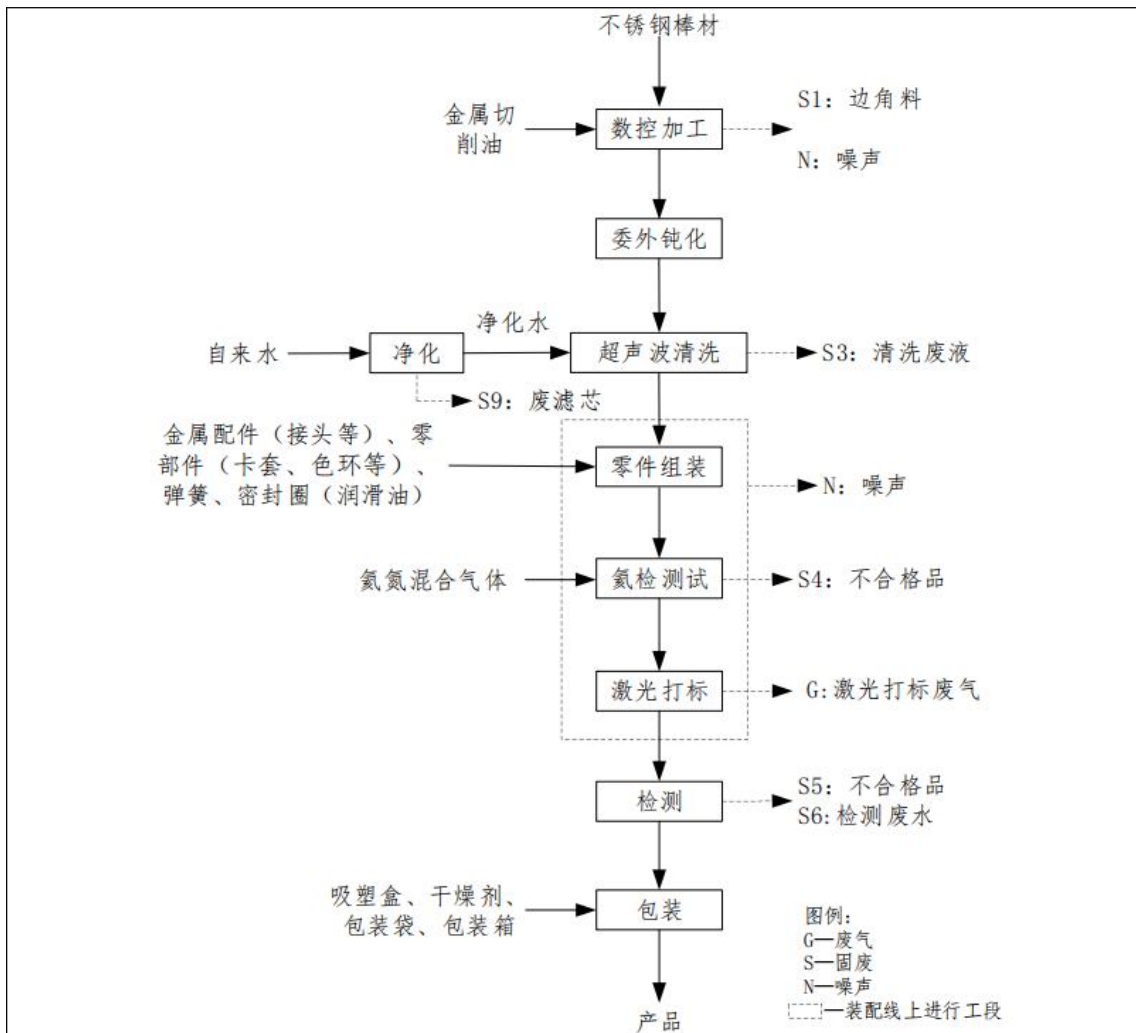 不锈钢棒材
金属切
削油
数控加工
S1：边角料
N：噪声
委外钝化
自来水
净化
净化水
超声波清洗
S3：清洗废液
S9：废滤芯
金属配件（接头等）、零
部件（卡套、色环等）、
弹簧、密封圈（润滑油）
零件组装
N：噪声
氦氮混合气体
氦检测试
S4：不合格品
激光打标
G:激光打标废气
检测
S5：不合格品
S6:检测废水
吸塑盒、干燥剂、
包装袋、包装箱
包装
产品
图例：
G—废气
S—固废
N—噪声
—装配线上进行工段